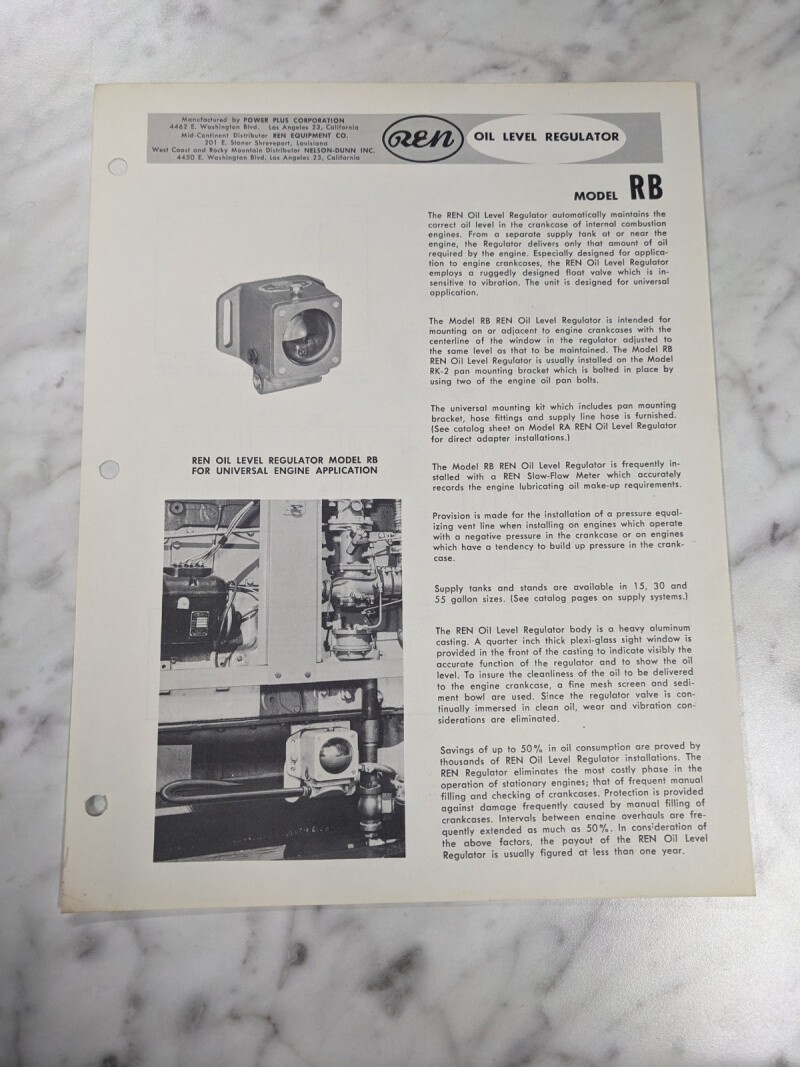 Manufactured by POWER PLUS CORPORATION
4462 E. Washington Blvd. Los Angeles 23, California
Mid-Continent Distributor REN EQUIPMENT CO.
201 E. Stoner Shreveport, Louisiana
West Coast and Rocky Mountain Distributor NELSON-DUNN INC.
4450 E. Washington Blvd. Los Angeles 23, California
REN
OIL LEVEL REGULATOR
MODEL RB
The REN Oil Level Regulator automatically maintains the
correct oil level in the crankcase of internal combustion
engines. From a separate supply tank at or near the
engine, the Regulator delivers only that amount of oil
required by the engine. Especially designed for applica-
tion to engine crankcases, the REN Oil Level Regulator
employs a ruggedly designed float valve which is in-
sensitive to vibration. The unit is designed for universal
application.
The Model RB REN Oil Level Regulator is intended for
mounting on or adjacent to engine crankcases with the
centerline of the window in the regulator adjusted to
the same level as that to be maintained. The Model RB
REN Oil Level Regulator is usually installed on the Model
RK-2 pan mounting bracket which is bolted in place by
using two of the engine oil pan bolts.
The universal mounting kit which includes pan mounting
bracket, hose fittings and supply line hose is furnished.
(See catalog sheet on Model RA REN Oil Level Regulator
for direct adapter installations.)
REN OIL LEVEL REGULATOR MODEL RB
FOR UNIVERSAL ENGINE APPLICATION
The Model RB REN Oil Level Regulator is frequently in-
stalled with a REN Slow-Flow Meter which accurately
records the engine lubricating oil make-up requirements.
Provision is made for the installation of a pressure equal-
izing vent line when installing on engines which operate
with a negative pressure in the crankcase or on engines
which have a tendency to build up pressure in the crank-
case.
Supply tanks and stands are available in 15, 30 and
55 gallon sizes. (See catalog pages on supply systems.)
The REN Oil Level Regulator body is a heavy aluminum
casting. A quarter inch thick plexi-glass sight window is
provided in the front of the casting to indicate visibly the
accurate function of the regulator and to show the oil
level. To insure the cleanliness of the oil to be delivered
to the engine crankcase, a fine mesh screen and sedi-
ment bowl are used. Since the regulator valve is con-
tinually immersed in clean oil, wear and vibration con-
siderations are eliminated.
Savings of up to 50% in oil consumption are proved by
thousands of REN Oil Level Regulator installations. The
REN Regulator eliminates the most costly phase in the
operation of stationary engines; that of frequent manual
filling and checking of crankcases. Protection is provided
against damage frequently caused by manual filling of
crankcases. Intervals between engine overhauls are fre-
quently extended as much as 50%. In consideration of
the above factors, the payout of the REN Oil Level
Regulator is usually figured at less than one year.